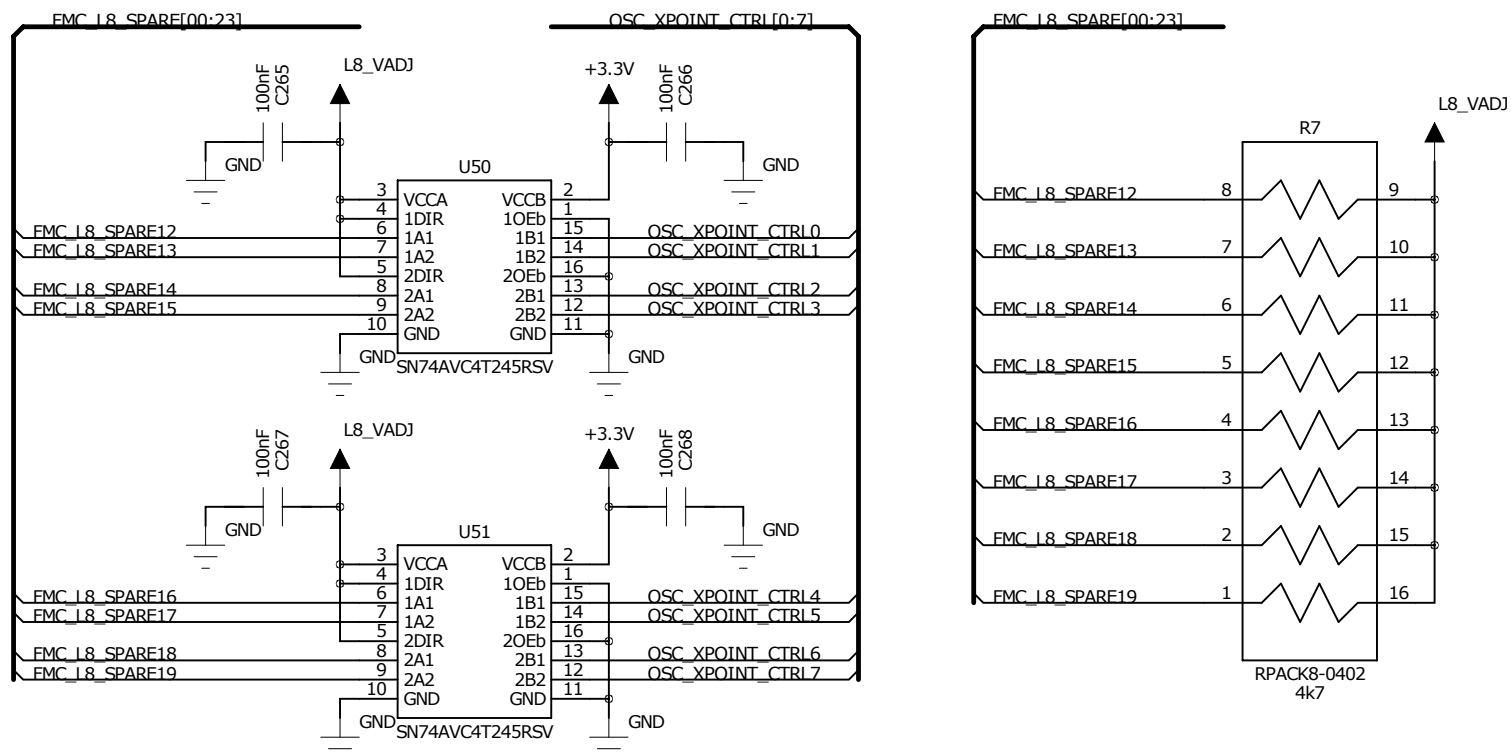 FMC_L8_SPARE[00:23]
OSC_XPOINT_CTRL[0:7]
L8_VADJ
+3.3V
100nF
C265
100nF
C266
GND
GND
U50
3 VCCA VCCB 2
4 1DIR 1OEb 1
FMC_L8_SPARE12 6 1A1 1B1 15 OSC_XPOINT_CTRL0
FMC_L8_SPARE13 7 1A2 1B2 14 OSC_XPOINT_CTRL1
5 2DIR 2OEb 16
FMC_L8_SPARE14 8 2A1 2B1 13 OSC_XPOINT_CTRL2
FMC_L8_SPARE15 9 2A2 2B2 12 OSC_XPOINT_CTRL3
10 GND GND 11
GND
GND
SN74AVC4T245RSV
L8_VADJ
+3.3V
100nF
C267
100nF
C268
GND
GND
U51
3 VCCA VCCB 2
4 1DIR 1OEb 1
FMC_L8_SPARE16 6 1A1 1B1 15 OSC_XPOINT_CTRL4
FMC_L8_SPARE17 7 1A2 1B2 14 OSC_XPOINT_CTRL5
5 2DIR 2OEb 16
FMC_L8_SPARE18 8 2A1 2B1 13 OSC_XPOINT_CTRL6
FMC_L8_SPARE19 9 2A2 2B2 12 OSC_XPOINT_CTRL7
10 GND GND 11
GND
GND
SN74AVC4T245RSV
FMC_L8_SPARE[00:23]
L8_VADJ
R7
FMC_L8_SPARE12 8 9
FMC_L8_SPARE13 7 10
FMC_L8_SPARE14 6 11
FMC_L8_SPARE15 5 12
FMC_L8_SPARE16 4 13
FMC_L8_SPARE17 3 14
FMC_L8_SPARE18 2 15
FMC_L8_SPARE19 1 16
RPACK8-0402
4k7